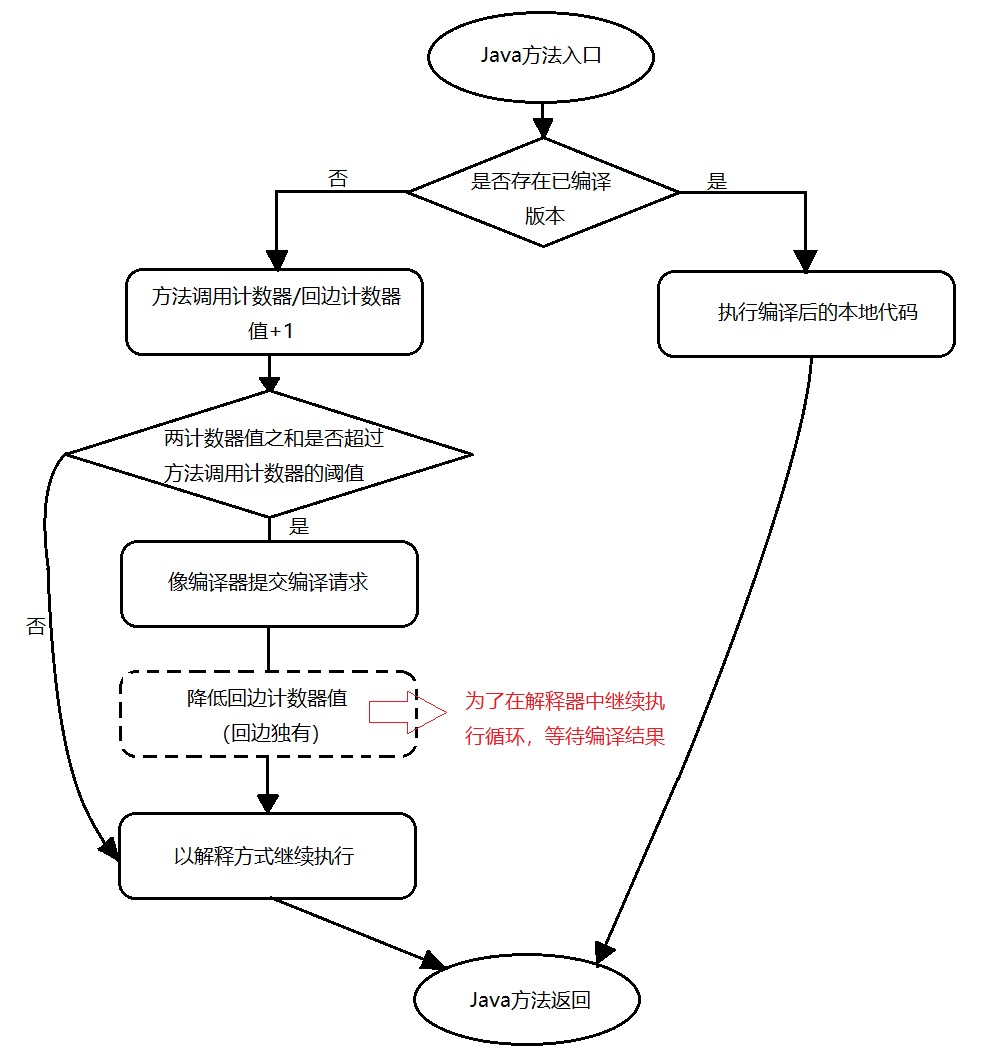 Java方法入口
是否存在已编译
版本
否
是
方法调用计数器/回边计数器
值+1
执行编译后的本地代码
两计数器值之和是否超过
方法调用计数器的阈值
是
像编译器提交编译请求
否
降低回边计数器值
（回边独有）
为了在解释器中继续执
行循环，等待编译结果
以解释方式继续执行
Java方法返回